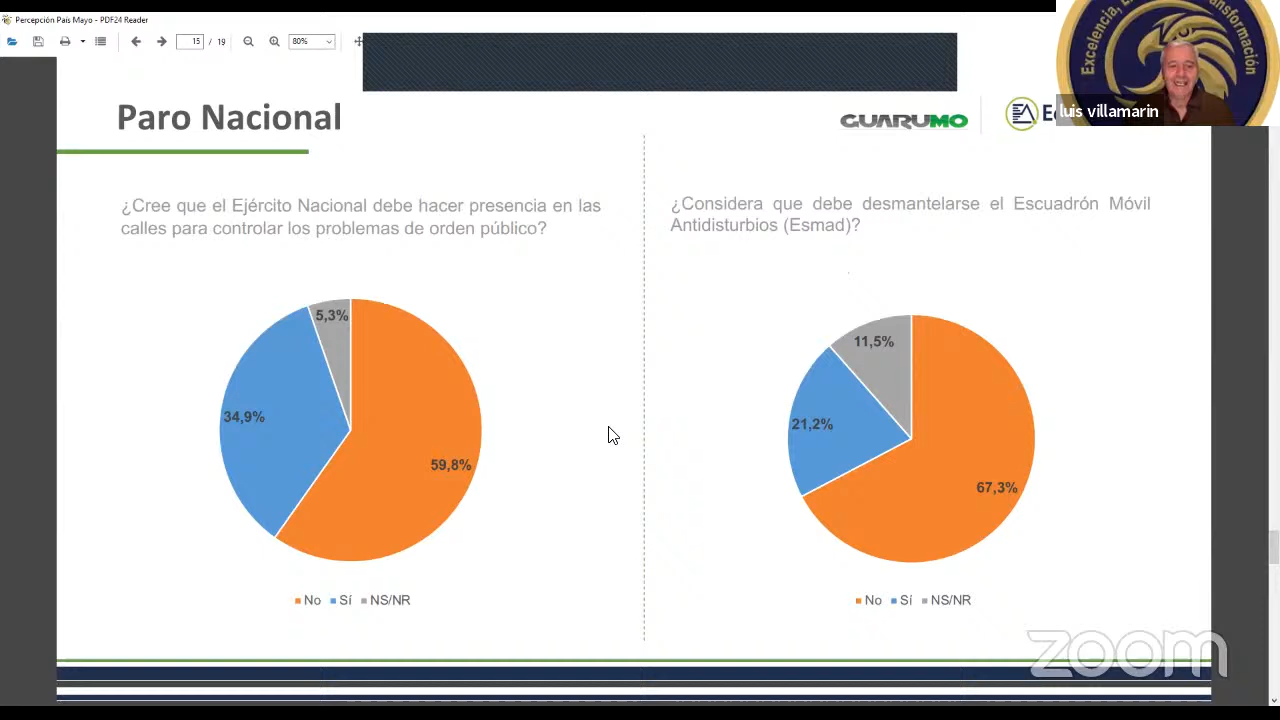 Percepción País Mayo - PDF24 Reader
15 / 19
80%
Excelencia,
Transformación
luis villamarin
Paro Nacional
GUARUMO
¿Cree que el Ejército Nacional debe hacer presencia en las
calles para controlar los problemas de orden público?
¿Considera que debe desmantelarse el Escuadrón Móvil
Antidisturbios (Esmad)?
5,3%
34,9%
59,8%
No Sí NS/NR
11,5%
21,2%
67,3%
No Sí NS/NR
zoom